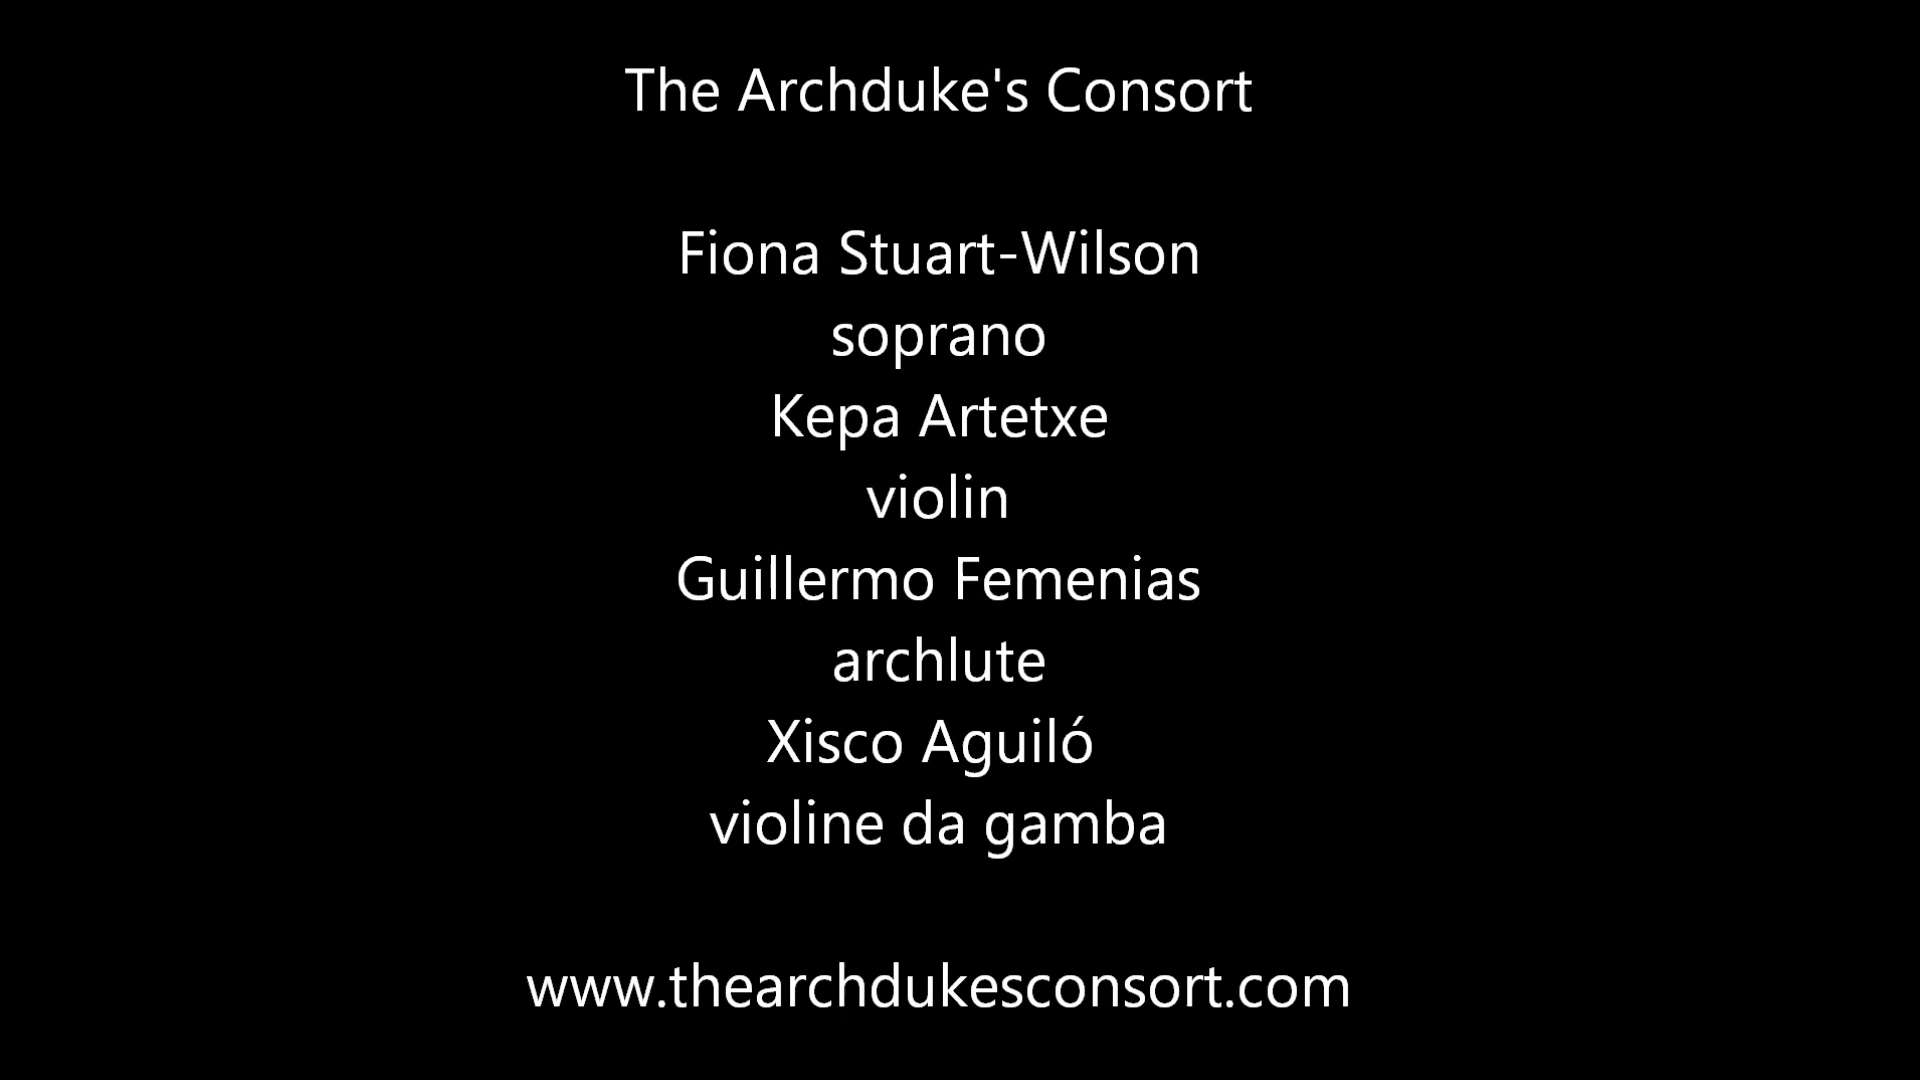 The Archduke's Consort
Fiona Stuart-Wilson
soprano
Kepa Artetxe
violin
Guillermo Femenias
archlute
Xisco Aguiló
violine da gamba
www.thearchdukesconsort.com